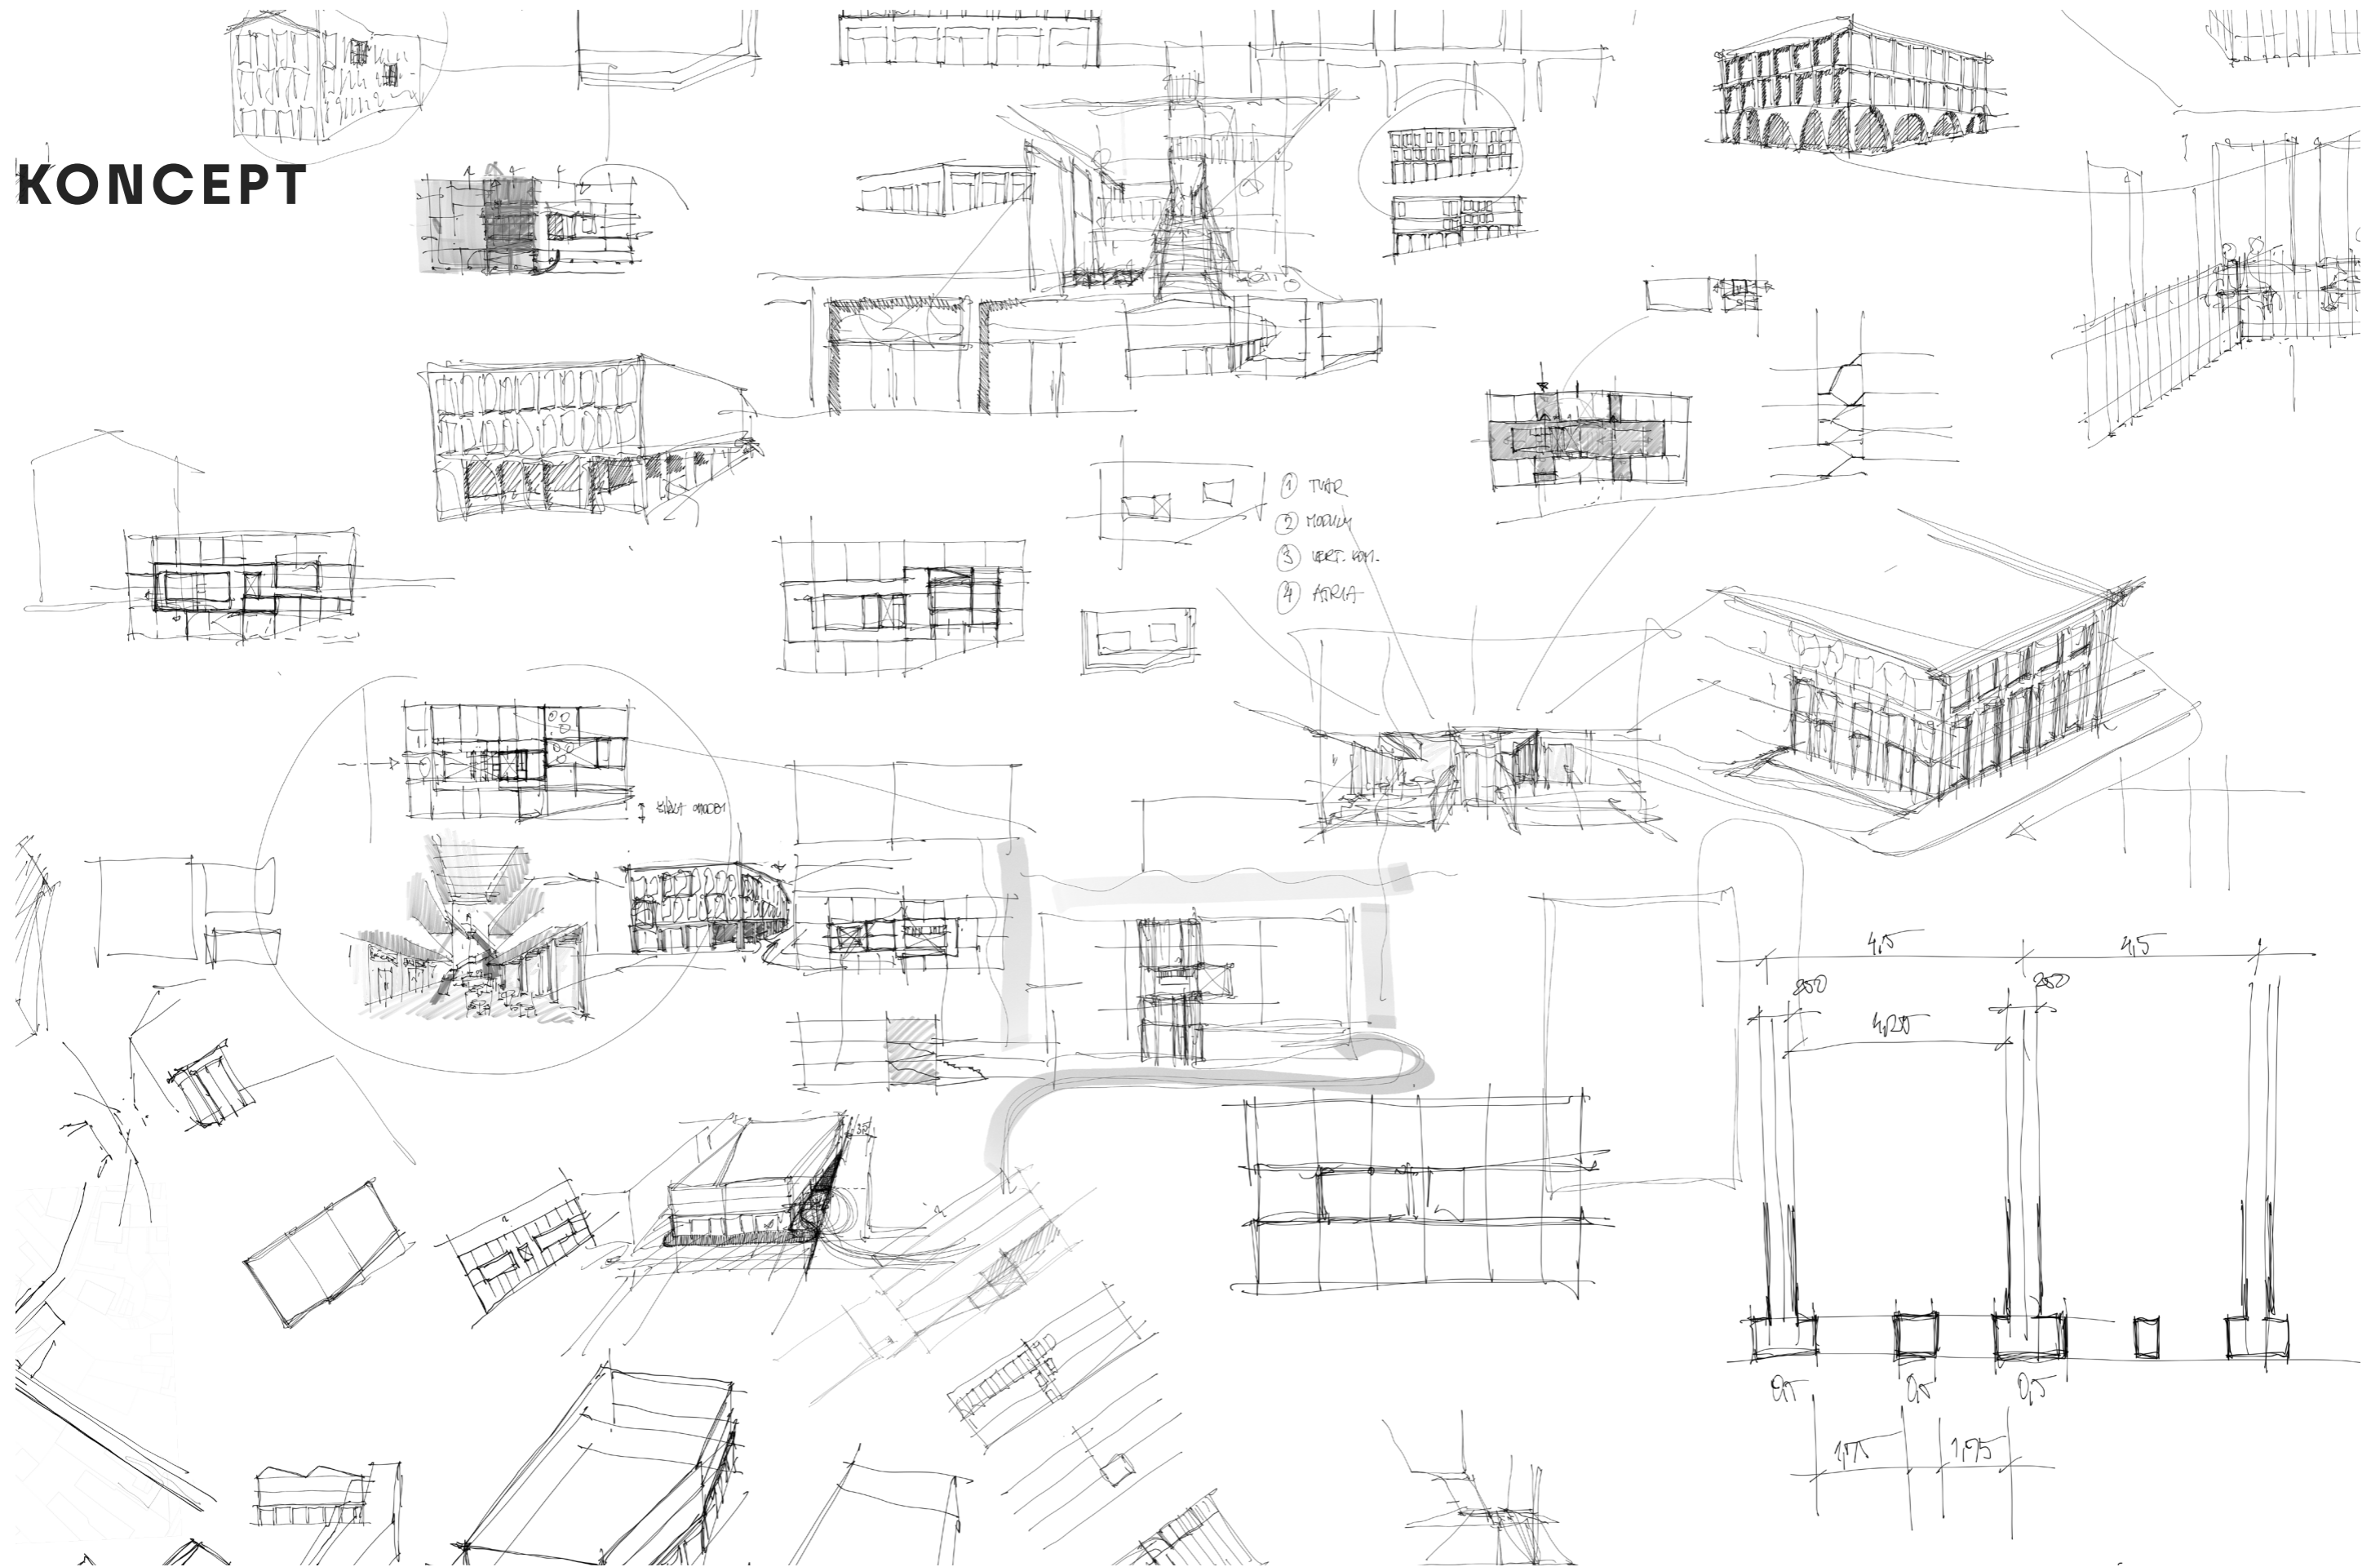 KONCEPT
① TVAR
② MODULY
③ VERT. KOM.
④ ATRIA
4,5 4,5
250 250
4,25
0,5 0,5 0,5
1,75 1,75